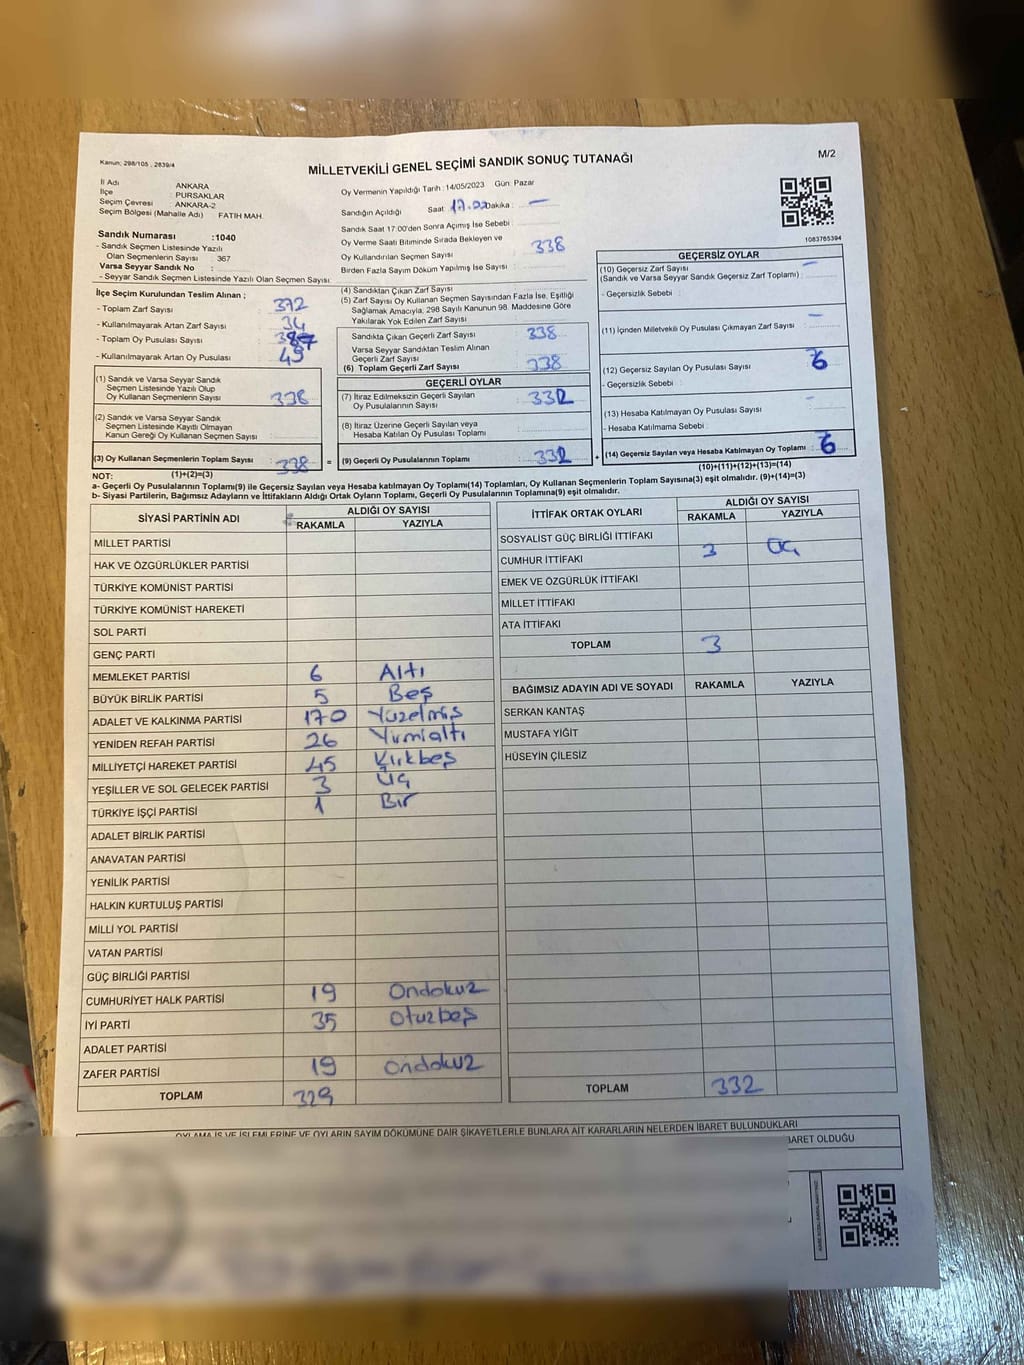 Kanun: 298/105 , 2839/4
MİLLETVEKİLİ GENEL SEÇİMİ SANDIK SONUÇ TUTANAĞI
M/2
İl Adı : ANKARA
İlçe : PURSAKLAR
Seçim Çevresi : ANKARA-2
Seçim Bölgesi (Mahalle Adı) FATİH MAH.
Sandık Numarası :1040
- Sandık Seçmen Listesinde Yazılı
Olan Seçmenlerin Sayısı : 367
Varsa Seyyar Sandık No :
- Seyyar Sandık Seçmen Listesinde Yazılı Olan Seçmen Sayısı:
Oy Vermenin Yapıldığı Tarih : 14/05/2023 Gün: Pazar
Sandığın Açıldığı Saat : 17.00 Dakika : —
Sandık Saat 17:00'den Sonra Açımış İse Sebebi :
Oy Verme Saati Bitiminde Sırada Bekleyen ve
Oy Kullandırılan Seçmen Sayısı : 338
Birden Fazla Sayım Döküm Yapılmış İse Sayısı :
1083765394
İlçe Seçim Kurulundan Teslim Alınan ;
- Toplam Zarf Sayısı : 372
- Kullanılmayarak Artan Zarf Sayısı : 34
- Toplam Oy Pusulası Sayısı : 387
- Kullanılmayarak Artan Oy Pusulası : 49
(1) Sandık ve Varsa Seyyar Sandık
Seçmen Listesinde Yazılı Olup
Oy Kullanan Seçmenlerin Sayısı : 338
(2) Sandık ve Varsa Seyyar Sandık
Seçmen Listesinde Kayıtlı Olmayan
Kanun Gereği Oy Kullanan Seçmen Sayısı :
(3) Oy Kullanan Seçmenlerin Toplam Sayısı : 338
(1)+(2)=(3)
(4) Sandıktan Çıkan Zarf Sayısı :
(5) Zarf Sayısı Oy Kullanan Seçmen Sayısından Fazla İse, Eşitliği
Sağlamak Amacıyla, 298 Sayılı Kanunun 98. Maddesine Göre
Yakılarak Yok Edilen Zarf Sayısı :
Sandıkta Çıkan Geçerli Zarf Sayısı : 338
Varsa Seyyar Sandıktan Teslim Alınan
Geçerli Zarf Sayısı :
(6) Toplam Geçerli Zarf Sayısı : 338
GEÇERLİ OYLAR
(7) İtiraz Edilmeksizin Geçerli Sayılan
Oy Pusulalarının Sayısı : 332
(8) İtiraz Üzerine Geçerli Sayılan veya
Hesaba Katılan Oy Pusulası Toplamı :
= (9) Geçerli Oy Pusulalarının Toplamı : 332
GEÇERSİZ OYLAR
(10) Geçersiz Zarf Sayısı
(Sandık ve Varsa Seyyar Sandık Geçersiz Zarf Toplamı) : —
- Geçersizlik Sebebi :
(11) İçinden Milletvekili Oy Pusulası Çıkmayan Zarf Sayısı : —
(12) Geçersiz Sayılan Oy Pusulası Sayısı : 6
- Geçersizlik Sebebi :
(13) Hesaba Katılmayan Oy Pusulası Sayısı : —
- Hesaba Katılmama Sebebi :
+ (14) Geçersiz Sayılan veya Hesaba Katılmayan Oy Toplamı : 6
(10)+(11)+(12)+(13)=(14)
NOT:
a- Geçerli Oy Pusulalarının Toplamı(9) ile Geçersiz Sayılan veya Hesaba katılmayan Oy Toplamı(14) Toplamları, Oy Kullanan Seçmenlerin Toplam Sayısına(3) eşit olmalıdır. (9)+(14)=(3)
b- Siyasi Partilerin, Bağımsız Adayların ve İttifakların Aldığı Ortak Oyların Toplamı, Geçerli Oy Pusulalarının Toplamına(9) eşit olmalıdır.
SİYASİ PARTİNİN ADI ALDIĞI OY SAYISI
RAKAMLA YAZIYLA
MİLLET PARTİSİ
HAK VE ÖZGÜRLÜKLER PARTİSİ
TÜRKİYE KOMÜNİST PARTİSİ
TÜRKİYE KOMÜNİST HAREKETİ
SOL PARTİ
GENÇ PARTİ
MEMLEKET PARTİSİ 6 Altı
BÜYÜK BİRLİK PARTİSİ 5 Beş
ADALET VE KALKINMA PARTİSİ 170 Yüzelmiş
YENİDEN REFAH PARTİSİ 26 Yirmialtı
MİLLİYETÇİ HAREKET PARTİSİ 45 Kırkbeş
YEŞİLLER VE SOL GELECEK PARTİSİ 3 Üç
TÜRKİYE İŞÇİ PARTİSİ 1 Bir
ADALET BİRLİK PARTİSİ
ANAVATAN PARTİSİ
YENİLİK PARTİSİ
HALKIN KURTULUŞ PARTİSİ
MİLLİ YOL PARTİSİ
VATAN PARTİSİ
GÜÇ BİRLİĞİ PARTİSİ
CUMHURİYET HALK PARTİSİ 19 Ondokuz
İYİ PARTİ 35 Otuzbeş
ADALET PARTİSİ
ZAFER PARTİSİ 19 Ondokuz
TOPLAM 329
İTTİFAK ORTAK OYLARI ALDIĞI OY SAYISI
RAKAMLA YAZIYLA
SOSYALİST GÜÇ BİRLİĞİ İTTİFAKI
CUMHUR İTTİFAKI 3 Üç
EMEK VE ÖZGÜRLÜK İTTİFAKI
MİLLET İTTİFAKI
ATA İTTİFAKI
TOPLAM 3
BAĞIMSIZ ADAYIN ADI VE SOYADI RAKAMLA YAZIYLA
SERKAN KANTAŞ
MUSTAFA YİĞİT
HÜSEYİN ÇİLESİZ
TOPLAM 332
OYLAMA İŞ VE İŞLEMLERİNE VE OYLARIN SAYIM DÖKÜMÜNE DAİR ŞİKAYETLERLE BUNLARA AİT KARARLARIN NELERDEN İBARET BULUNDUKLARI
BARET OLDUĞU